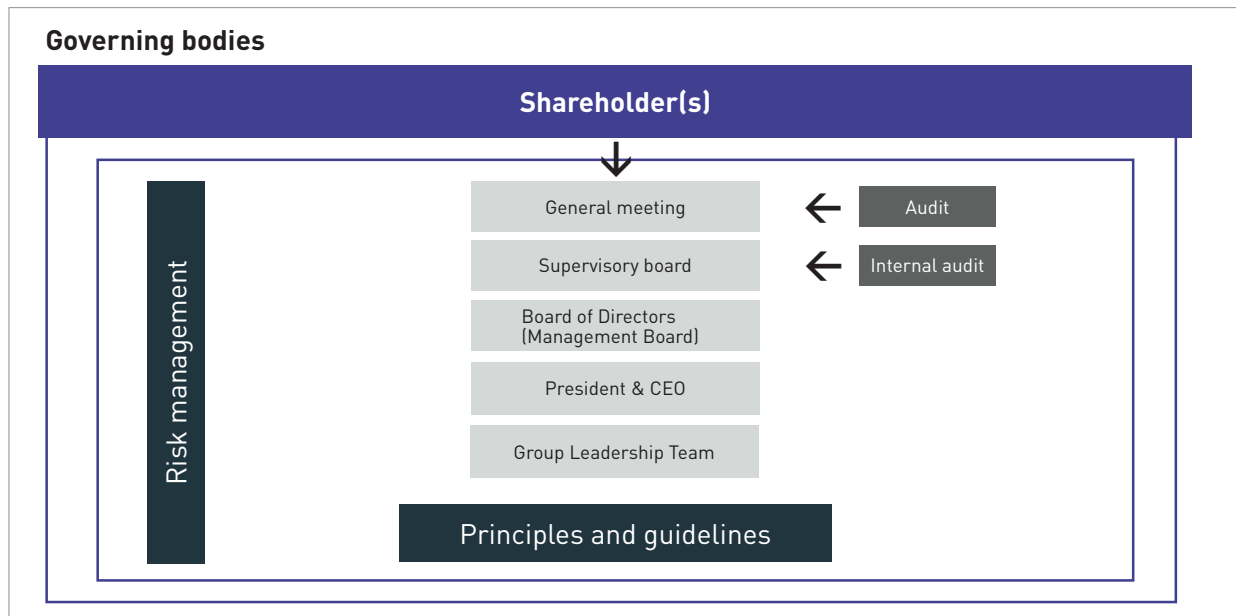 Governing bodies
Shareholder(s)
Risk management
General meeting
Audit
Supervisory board
Internal audit
Board of Directors
(Management Board)
President & CEO
Group Leadership Team
Principles and guidelines